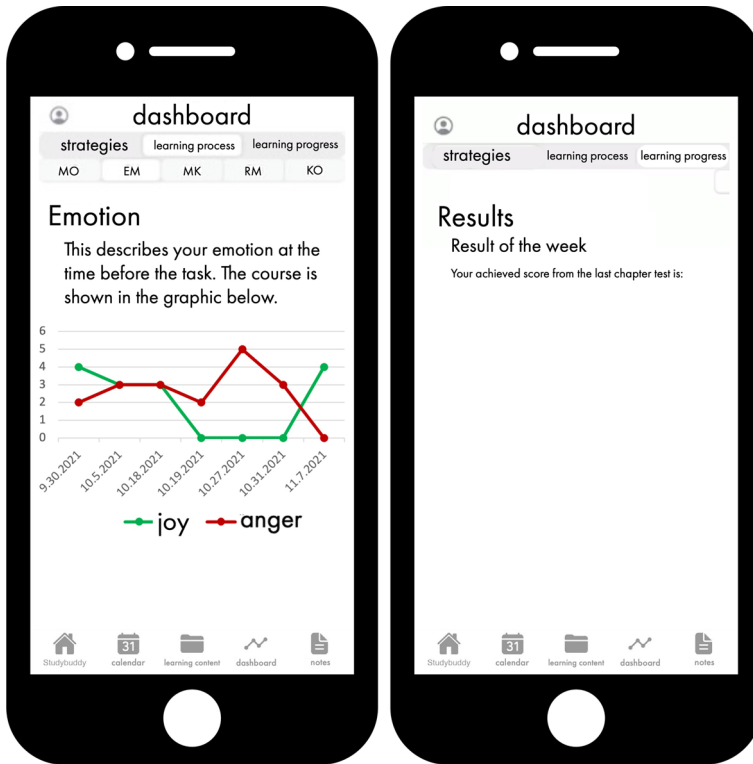 dashboard
strategies learning process learning progress
MO EM MK RM KO
Emotion
This describes your emotion at the
time before the task. The course is
shown in the graphic below.
6
5
4
3
2
1
0
9.30.2021 10.5.2021 10.18.2021 10.19.2021 10.27.2021 10.31.2021 11.7.2021
joy anger
31
Studybuddy calendar learning content dashboard notes
dashboard
strategies learning process learning progress
Results
Result of the week
Your achieved score from the last chapter test is:
31
Studybuddy calendar learning content dashboard notes